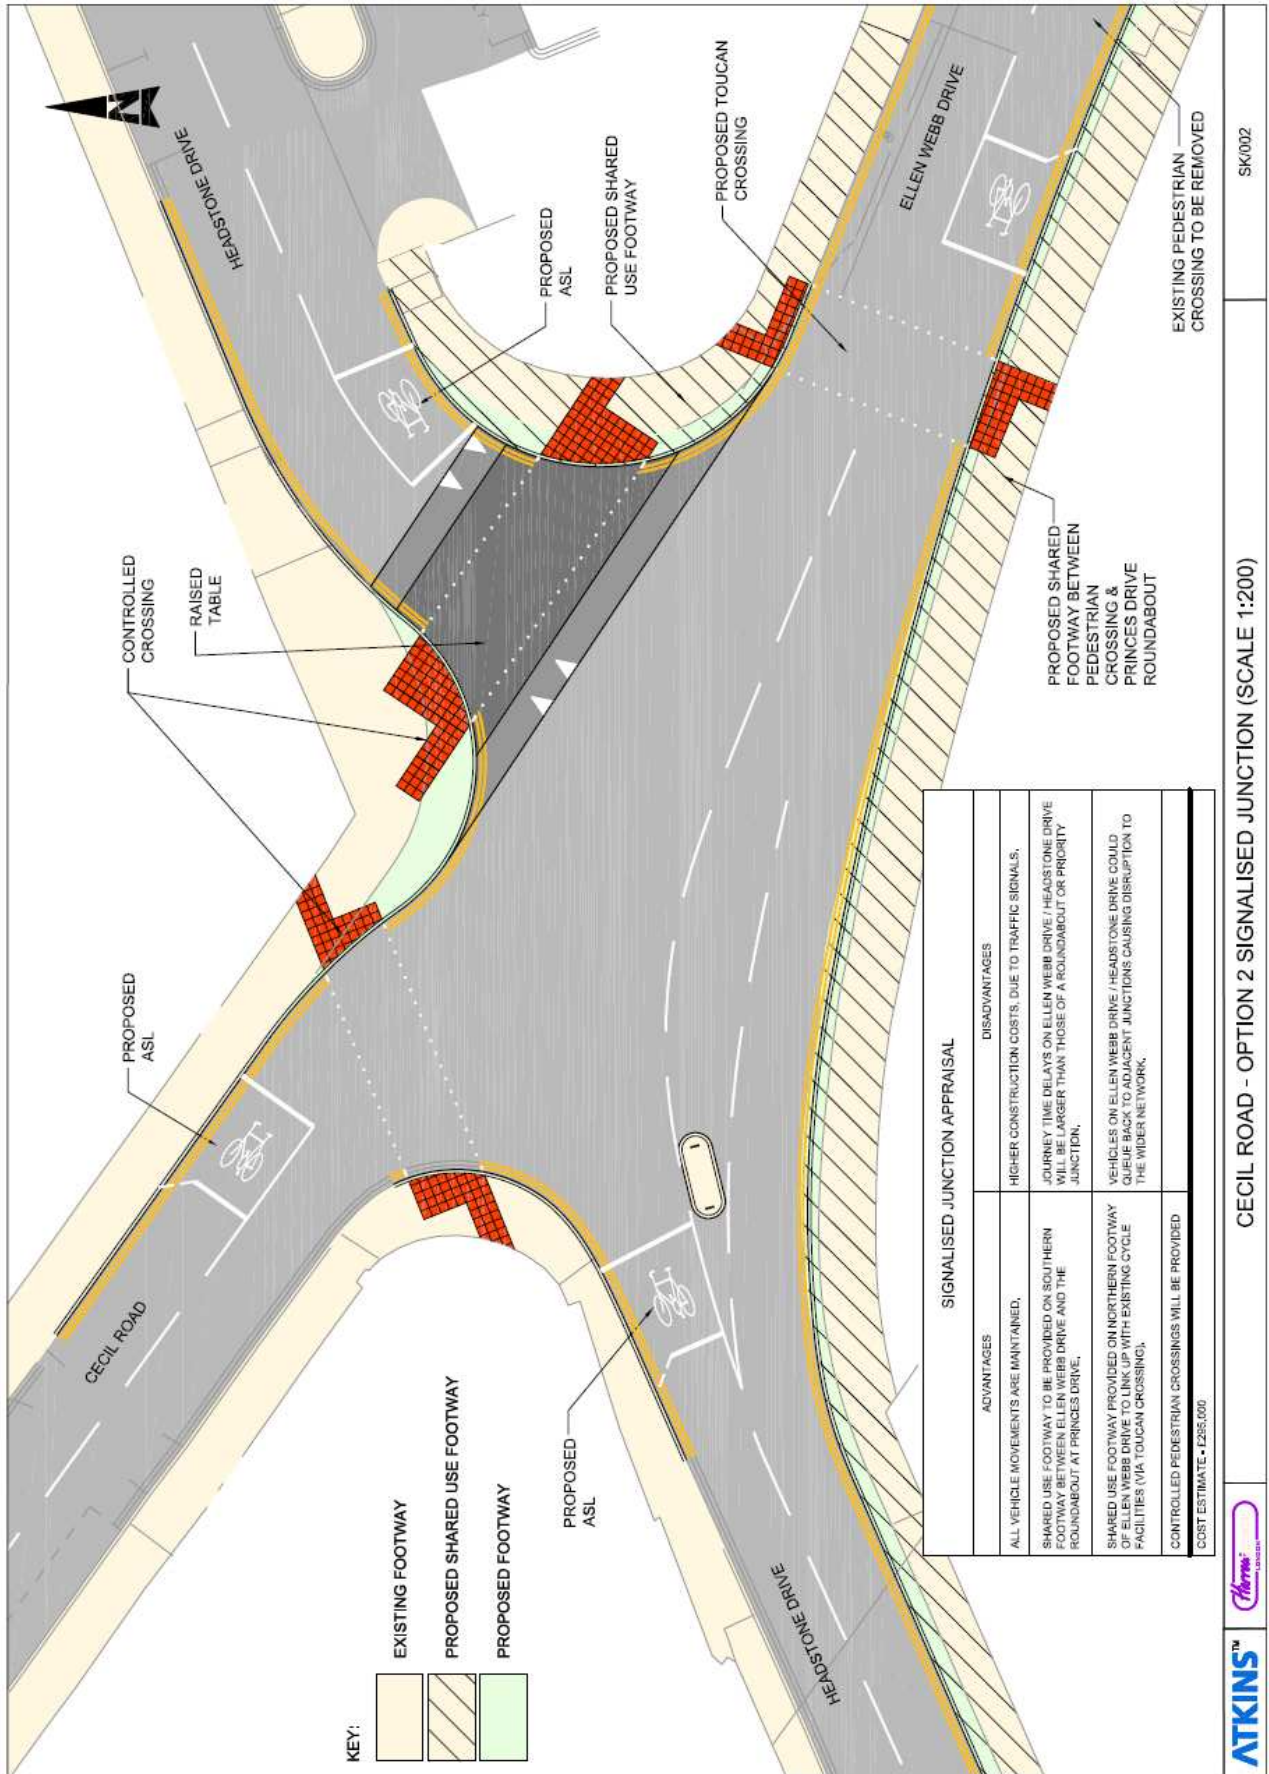 CECIL ROAD
HEADSTONE DRIVE
HEADSTONE DRIVE
ELLEN WEBB DRIVE
N
PROPOSED
ASL
CONTROLLED
CROSSING
RAISED
TABLE
PROPOSED
ASL
PROPOSED SHARED
USE FOOTWAY
PROPOSED TOUCAN
CROSSING
PROPOSED
ASL
KEY:
EXISTING FOOTWAY
PROPOSED SHARED USE FOOTWAY
PROPOSED FOOTWAY
PROPOSED SHARED
FOOTWAY BETWEEN
PEDESTRIAN
CROSSING &
PRINCES DRIVE
ROUNDABOUT
EXISTING PEDESTRIAN
CROSSING TO BE REMOVED
SIGNALISED JUNCTION APPRAISAL
ADVANTAGES
DISADVANTAGES
ALL VEHICLE MOVEMENTS ARE MAINTAINED.
HIGHER CONSTRUCTION COSTS, DUE TO TRAFFIC SIGNALS.
SHARED USE FOOTWAY TO BE PROVIDED ON SOUTHERN
FOOTWAY BETWEEN ELLEN WEBB DRIVE AND THE
ROUNDABOUT AT PRINCES DRIVE.
JOURNEY TIME DELAYS ON ELLEN WEBB DRIVE / HEADSTONE DRIVE
WILL BE LARGER THAN THOSE OF A ROUNDABOUT OR PRIORITY
JUNCTION.
SHARED USE FOOTWAY PROVIDED ON NORTHERN FOOTWAY
OF ELLEN WEBB DRIVE TO LINK UP WITH EXISTING CYCLE
FACILITIES (VIA TOUCAN CROSSING).
VEHICLES ON ELLEN WEBB DRIVE / HEADSTONE DRIVE COULD
QUEUE BACK TO ADJACENT JUNCTIONS CAUSING DISRUPTION TO
THE WIDER NETWORK.
CONTROLLED PEDESTRIAN CROSSINGS WILL BE PROVIDED
COST ESTIMATE - £295,000
ATKINS™
Harrow
LONDON
CECIL ROAD - OPTION 2 SIGNALISED JUNCTION (SCALE 1:200)
SK/002